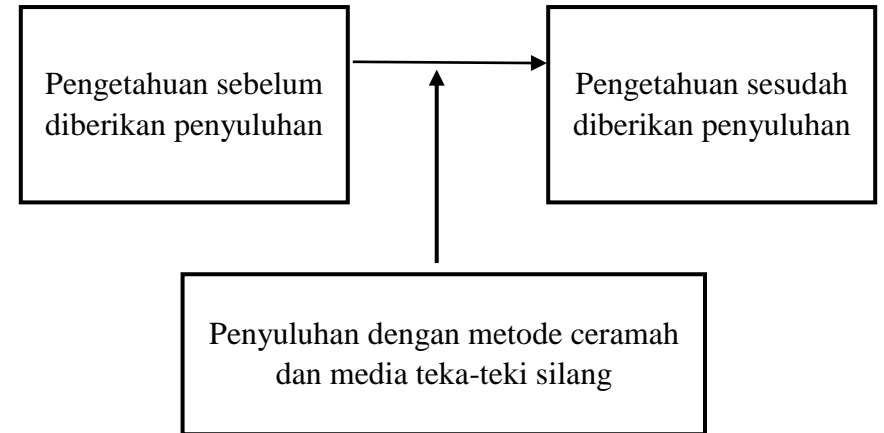 Pengetahuan sebelum
diberikan penyuluhan
Pengetahuan sesudah
diberikan penyuluhan
Penyuluhan dengan metode ceramah
dan media teka-teki silang